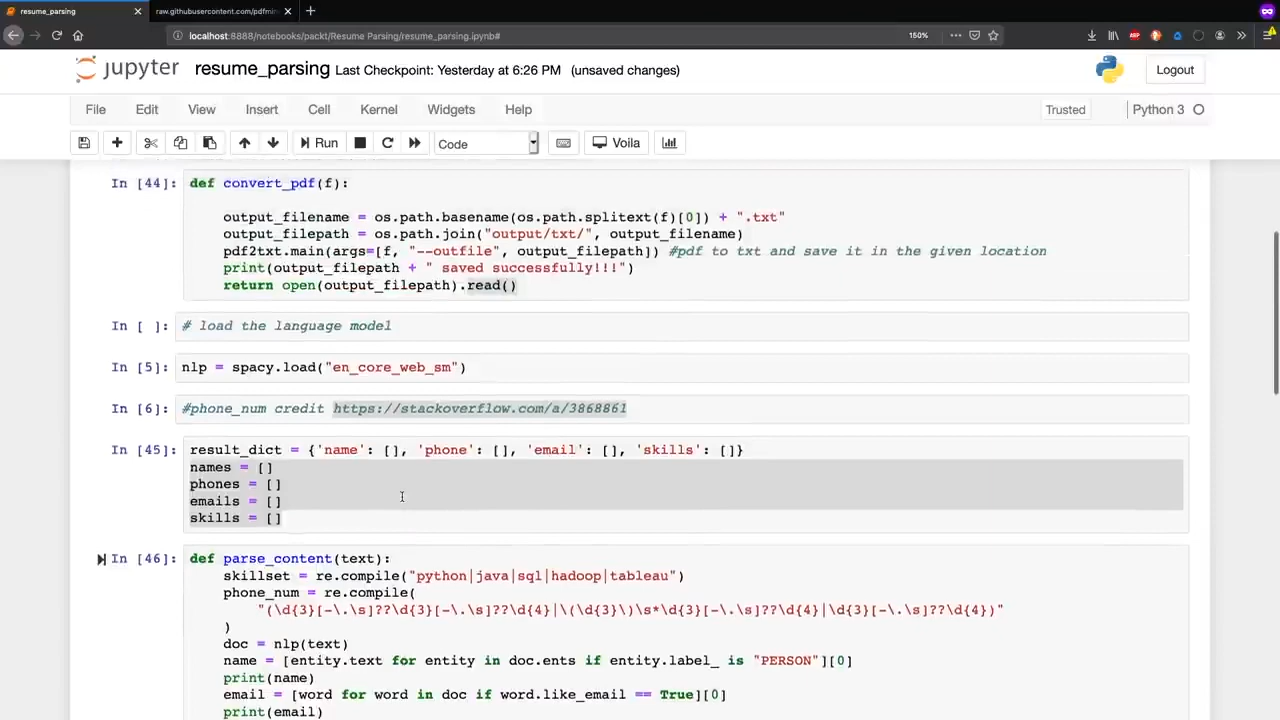 resume_parsing
raw.githubusercontent.com/pdfmin
localhost:8888/notebooks/packt/Resume Parsing/resume_parsing.ipynb#
150%
ABP
jupyter resume_parsing Last Checkpoint: Yesterday at 6:26 PM (unsaved changes)
Logout
File Edit View Insert Cell Kernel Widgets Help
Trusted Python 3
Run Code Voila
In [44]: def convert_pdf(f):
output_filename = os.path.basename(os.path.splitext(f)[0]) + ".txt"
output_filepath = os.path.join("output/txt/", output_filename)
pdf2txt.main(args=[f, "--outfile", output_filepath]) #pdf to txt and save it in the given location
print(output_filepath + " saved successfully!!!")
return open(output_filepath).read()
In [ ]: # load the language model
In [5]: nlp = spacy.load("en_core_web_sm")
In [6]: #phone_num credit https://stackoverflow.com/a/3868861
In [45]: result_dict = {'name': [], 'phone': [], 'email': [], 'skills': []}
names = []
phones = []
emails = []
skills = []
In [46]: def parse_content(text):
skillset = re.compile("python|java|sql|hadoop|tableau")
phone_num = re.compile(
"(\d{3}[-\.\s]??\d{3}[-\.\s]??\d{4}|\(\d{3}\)\s*\d{3}[-\.\s]??\d{4}|\d{3}[-\.\s]??\d{4})"
)
doc = nlp(text)
name = [entity.text for entity in doc.ents if entity.label_ is "PERSON"][0]
print(name)
email = [word for word in doc if word.like_email == True][0]
print(email)